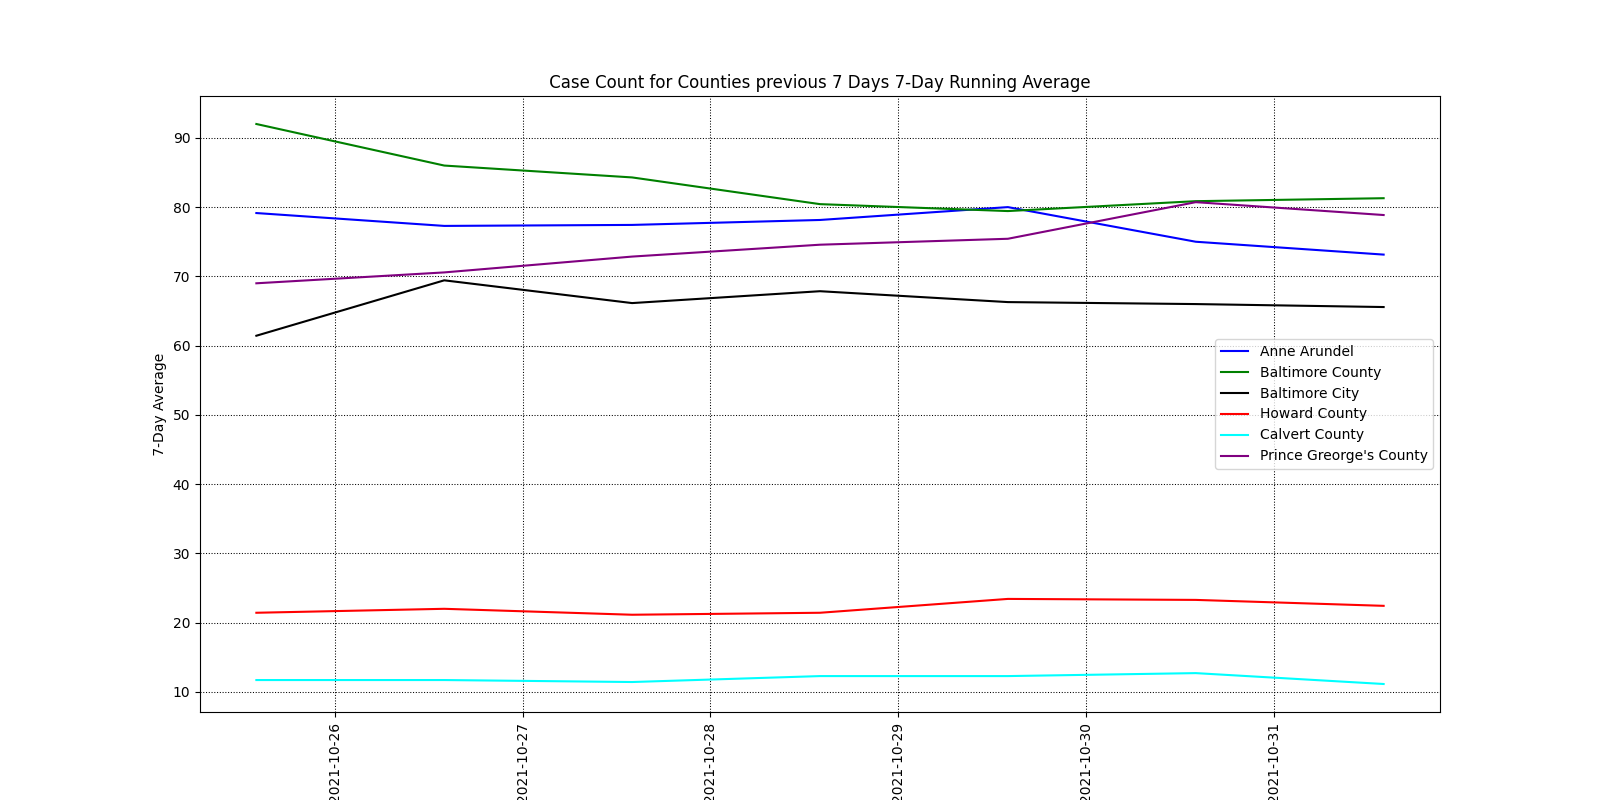 Case Count for Counties previous 7 Days 7-Day Running Average
7-Day Average
90
80
70
60
50
40
30
20
10
Anne Arundel
Baltimore County
Baltimore City
Howard County
Calvert County
Prince Greorge's County
2021-10-26
2021-10-27
2021-10-28
2021-10-29
2021-10-30
2021-10-31